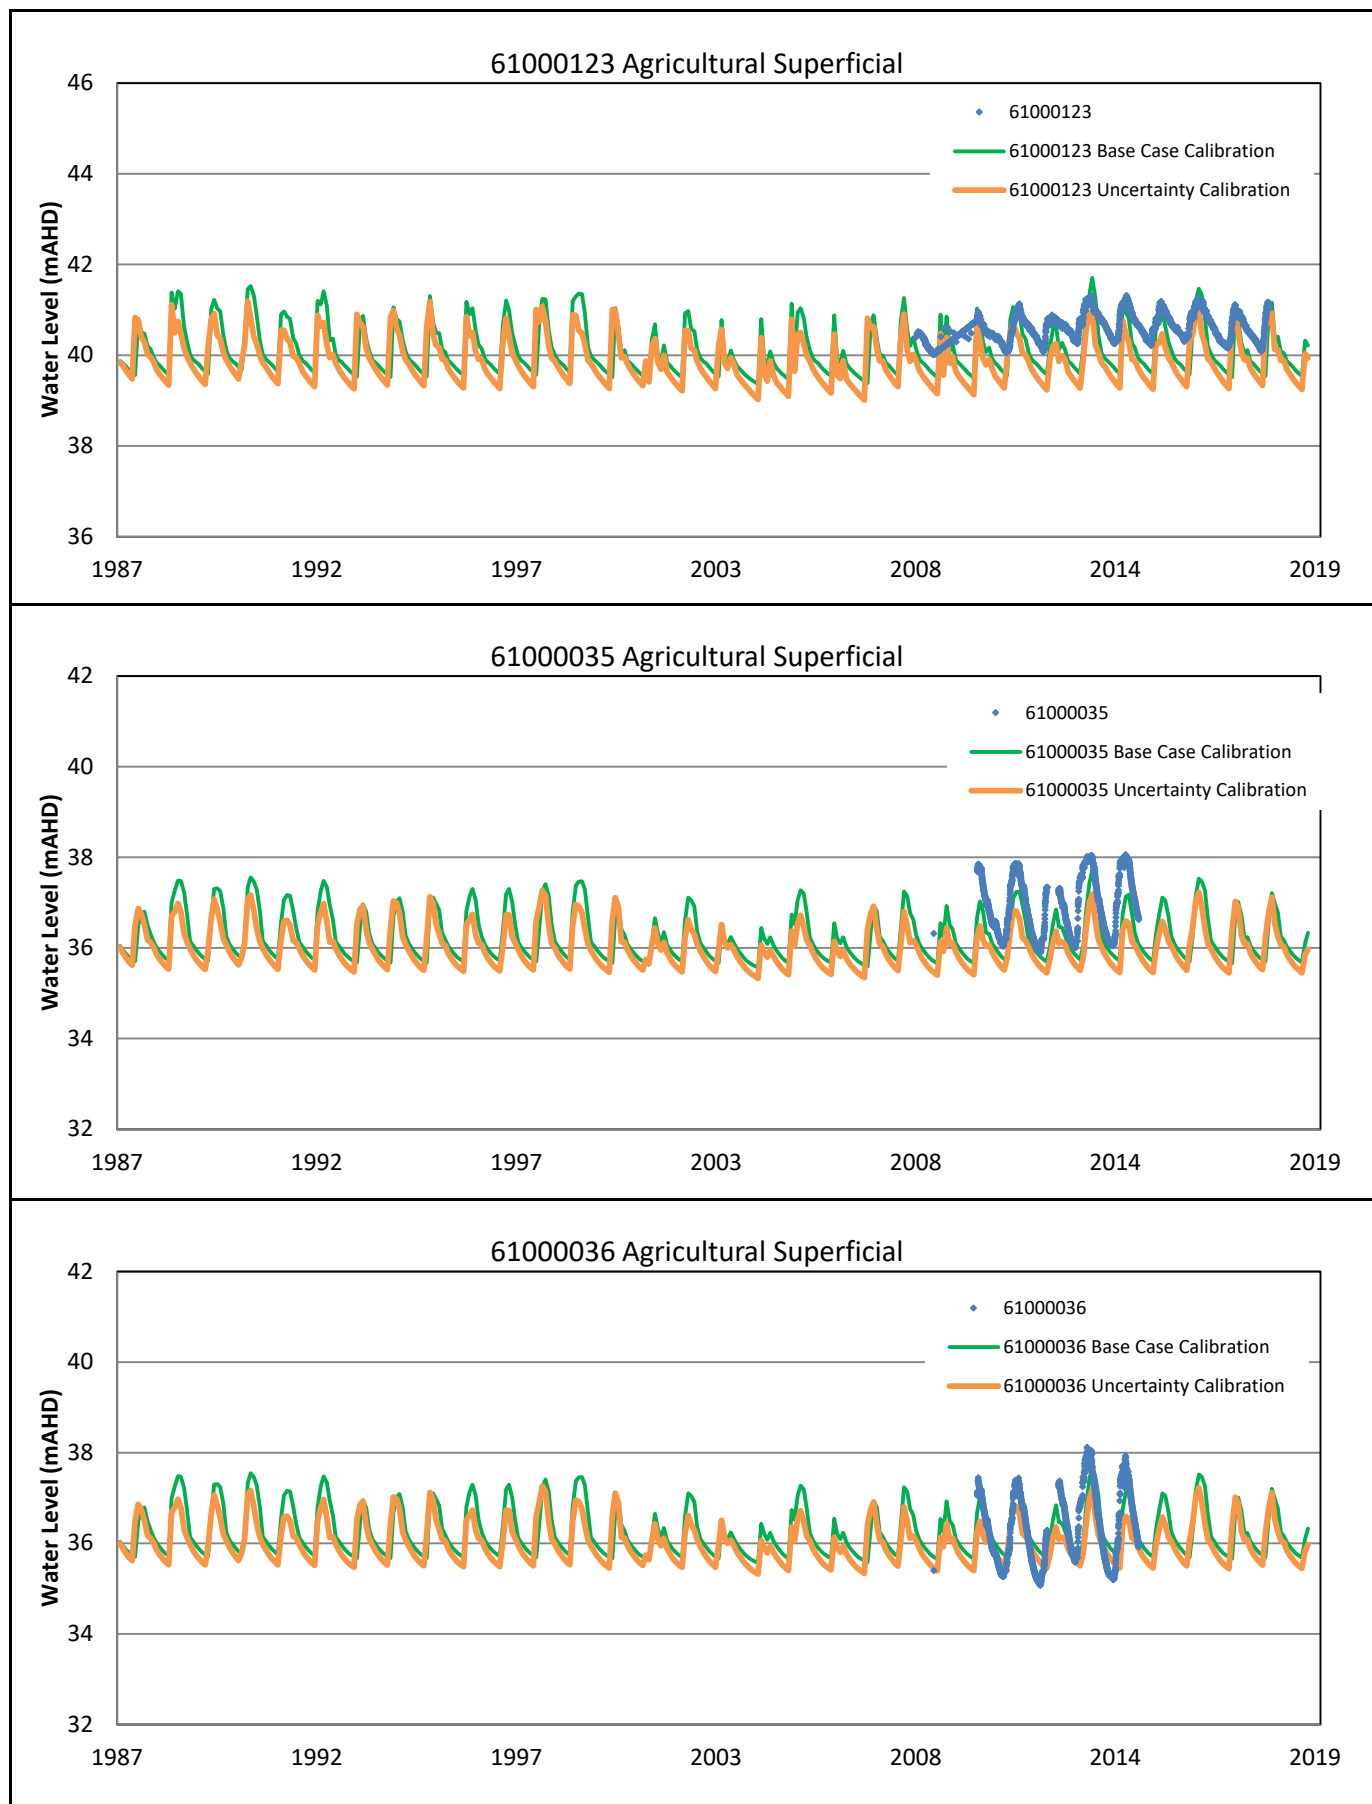 61000123 Agricultural Superficial
46
44
42
40
38
36
Water Level (mAHD)
61000123
61000123 Base Case Calibration
61000123 Uncertainty Calibration
1987 1992 1997 2003 2008 2014 2019
61000035 Agricultural Superficial
42
40
38
36
34
32
Water Level (mAHD)
61000035
61000035 Base Case Calibration
61000035 Uncertainty Calibration
1987 1992 1997 2003 2008 2014 2019
61000036 Agricultural Superficial
42
40
38
36
34
32
Water Level (mAHD)
61000036
61000036 Base Case Calibration
61000036 Uncertainty Calibration
1987 1992 1997 2003 2008 2014 2019